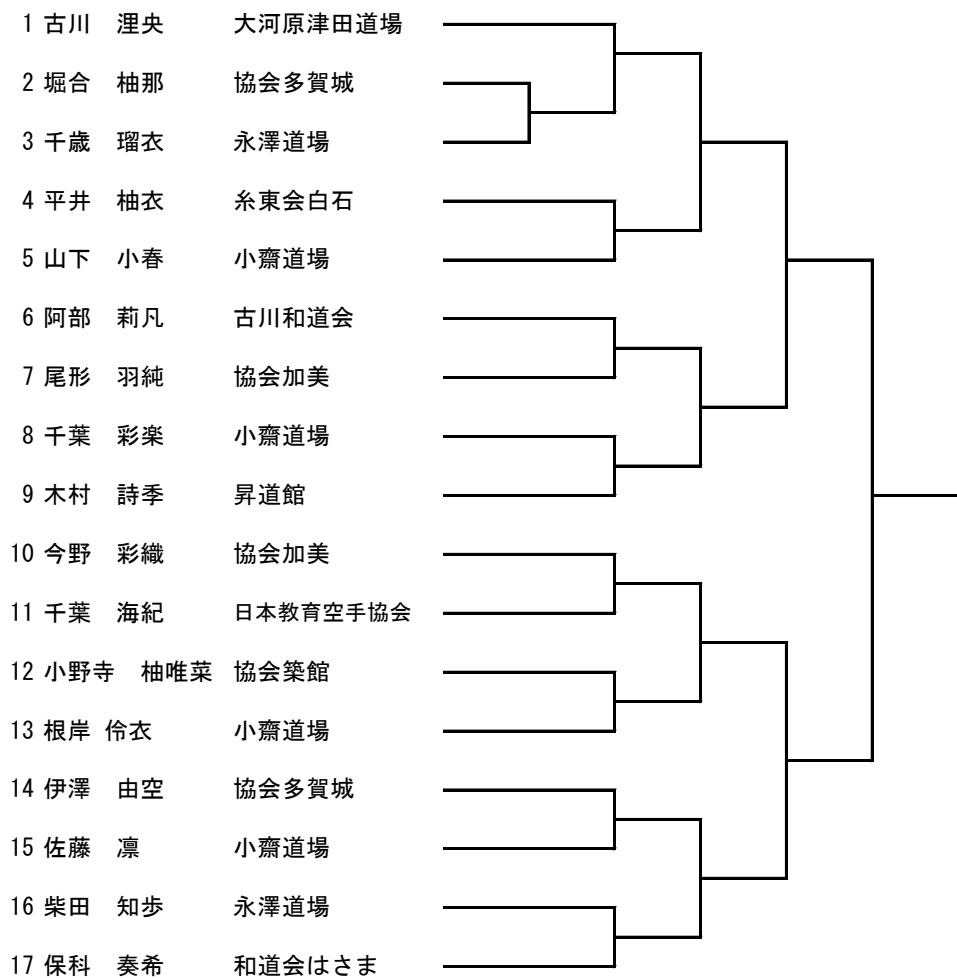 1 古川　浬央　大河原津田道場
2 堀合　柚那　協会多賀城
3 千歳　瑠衣　永澤道場
4 平井　柚衣　糸東会白石
5 山下　小春　小齋道場
6 阿部　莉凡　古川和道会
7 尾形　羽純　協会加美
8 千葉　彩楽　小齋道場
9 木村　詩季　昇道館
10 今野　彩織　協会加美
11 千葉　海紀　日本教育空手協会
12 小野寺　柚唯菜　協会築館
13 根岸 伶衣　小齋道場
14 伊澤　由空　協会多賀城
15 佐藤　凛　小齋道場
16 柴田　知歩　永澤道場
17 保科　奏希　和道会はさま